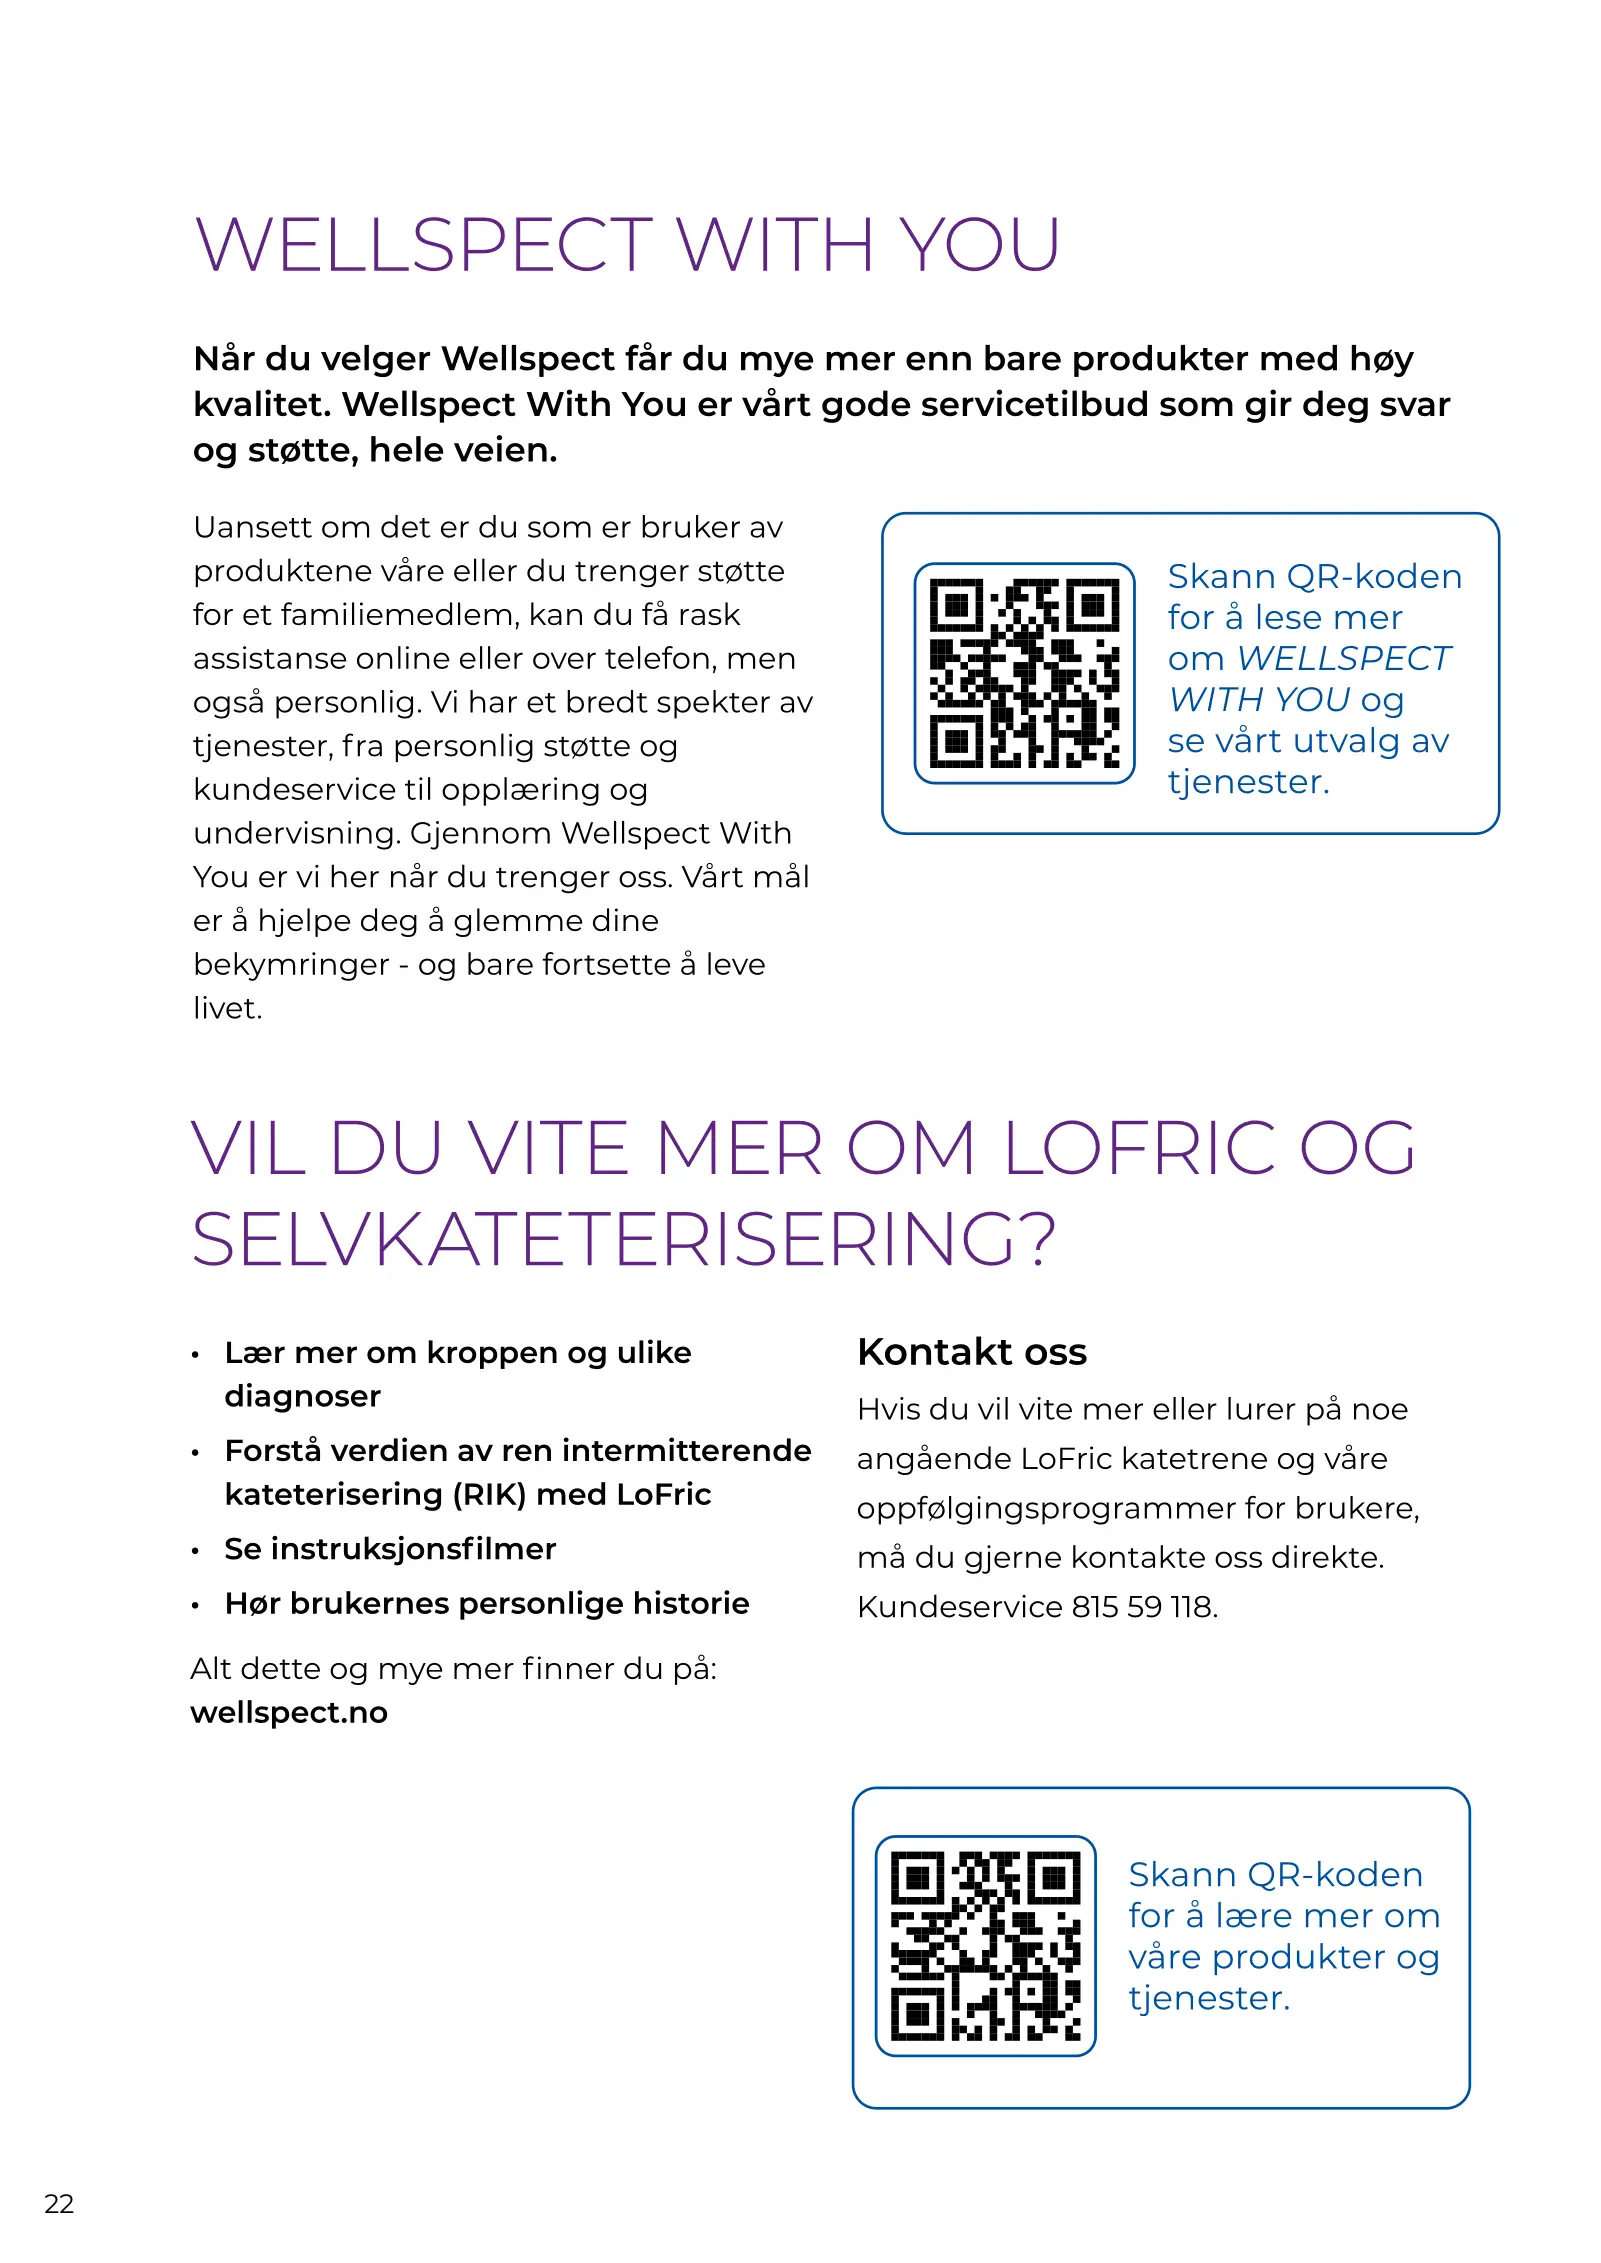 WELLSPECT WITH YOU
Når du velger Wellspect får du mye mer enn bare produkter med høy
kvalitet. Wellspect With You er vårt gode servicetilbud som gir deg svar
og støtte, hele veien.
Uansett om det er du som er bruker av
produktene våre eller du trenger støtte
for et familiemedlem, kan du få rask
assistanse online eller over telefon, men
også personlig. Vi har et bredt spekter av
tjenester, fra personlig støtte og
kundeservice til opplæring og
undervisning. Gjennom Wellspect With
You er vi her når du trenger oss. Vårt mål
er å hjelpe deg å glemme dine
bekymringer - og bare fortsette å leve
livet.
Skann QR-koden
for å lese mer
om WELLSPECT
WITH YOU og
se vårt utvalg av
tjenester.
VIL DU VITE MER OM LOFRIC OG
SELVKATETERISERING?
• Lær mer om kroppen og ulike
diagnoser
• Forstå verdien av ren intermitterende
kateterisering (RIK) med LoFric
• Se instruksjonsfilmer
• Hør brukernes personlige historie
Alt dette og mye mer finner du på:
wellspect.no
Kontakt oss
Hvis du vil vite mer eller lurer på noe
angående LoFric katetrene og våre
oppfølgingsprogrammer for brukere,
må du gjerne kontakte oss direkte.
Kundeservice 815 59 118.
Skann QR-koden
for å lære mer om
våre produkter og
tjenester.
22